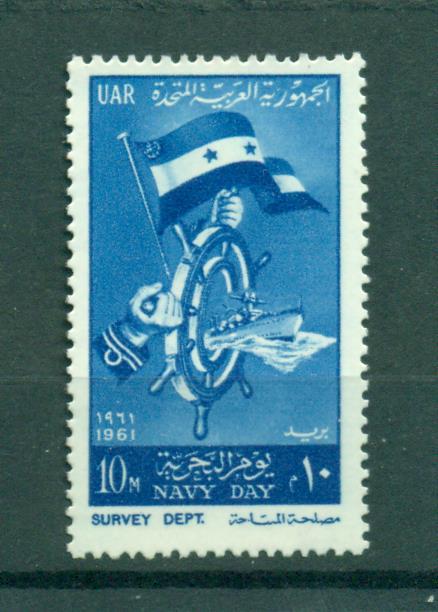 UAR الجمهورية العربية المتحدة
١٩٦١
1961
بريد
10M يوم البحرية ١٠ م
NAVY DAY
SURVEY DEPT. مصلحة المساحة